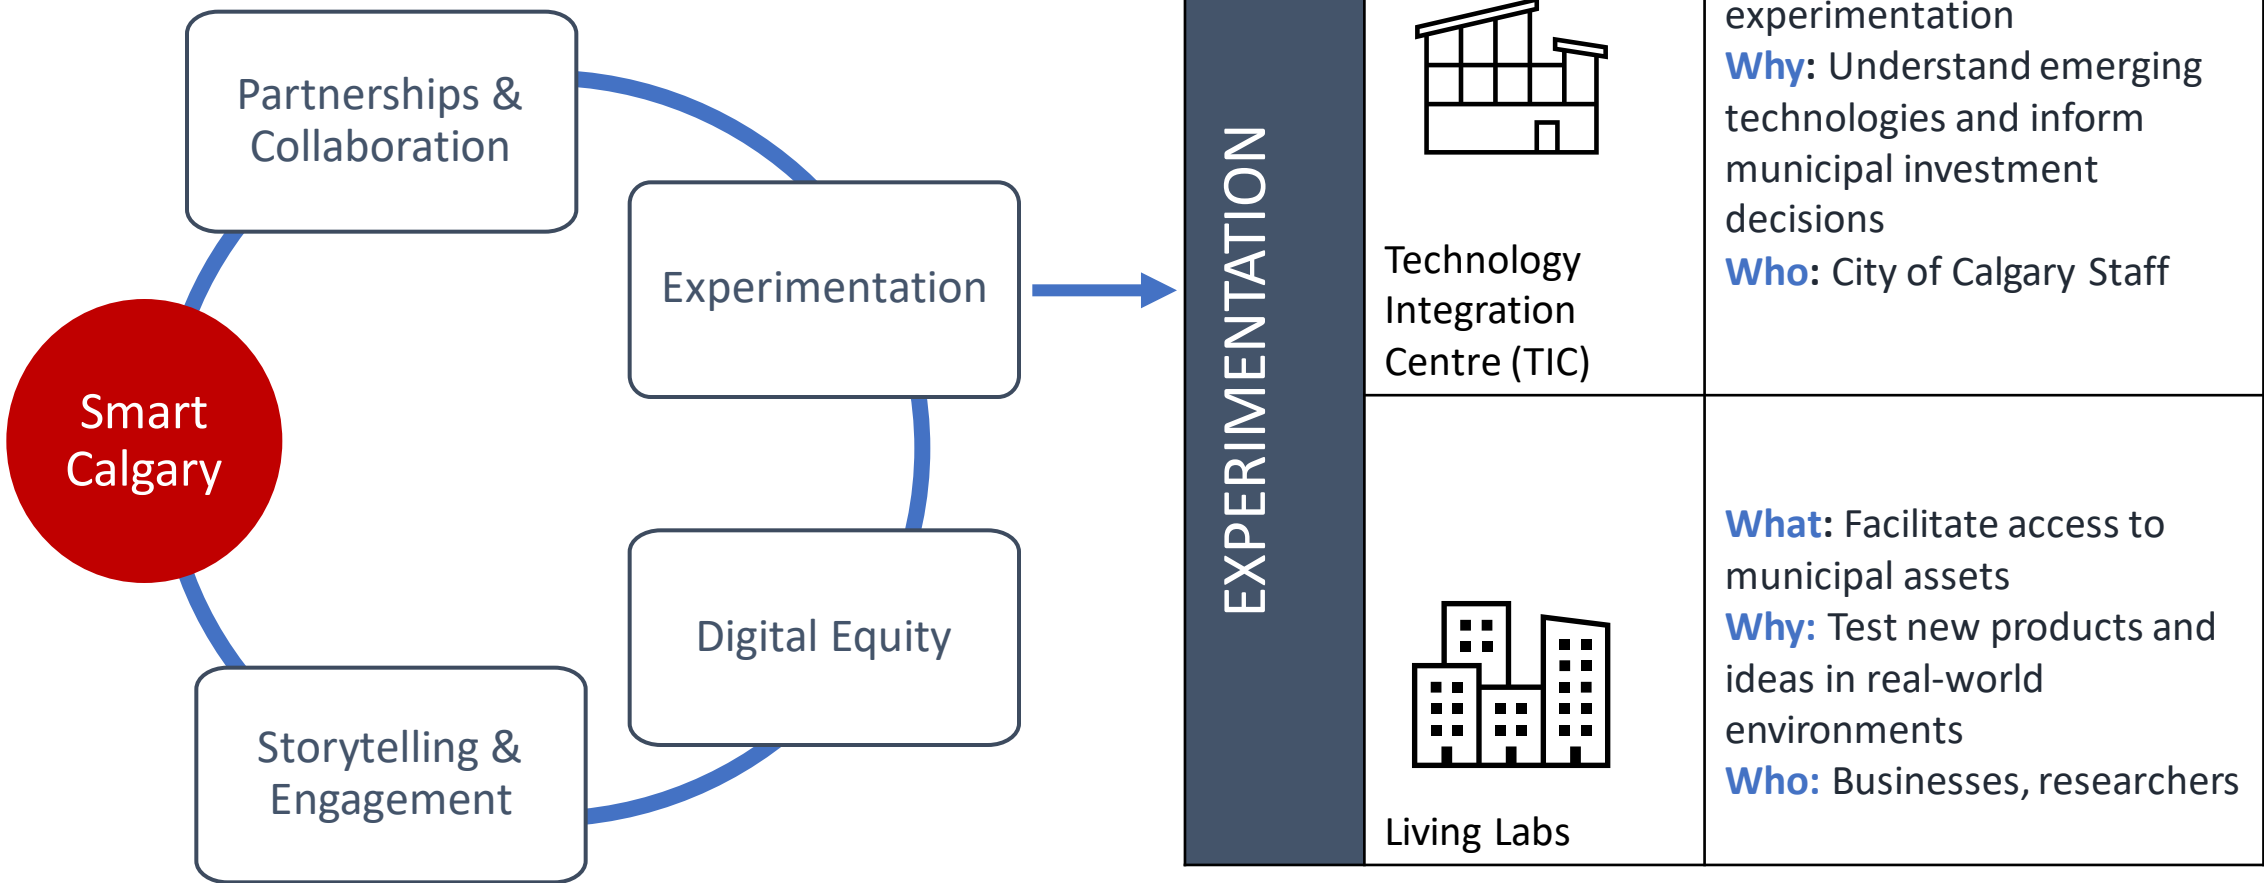 Partnerships &
Collaboration
Experimentation
Smart
Calgary
Digital Equity
Storytelling &
Engagement
EXPERIMENTATION
Technology
Integration
Centre (TIC)
experimentation
Why: Understand emerging
technologies and inform
municipal investment
decisions
Who: City of Calgary Staff
Living Labs
What: Facilitate access to
municipal assets
Why: Test new products and
ideas in real-world
environments
Who: Businesses, researchers